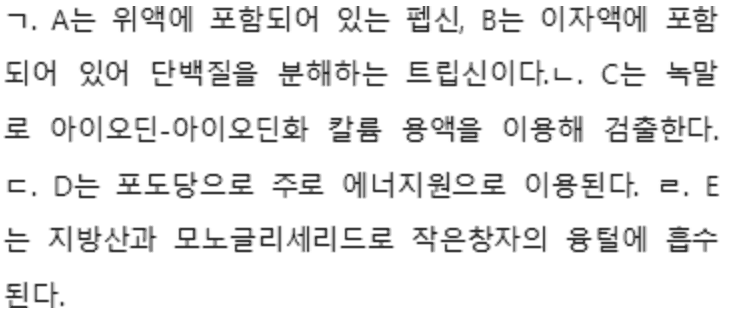 ㄱ. A는 위액에 포함되어 있는 펩신, B는 이자액에 포함
되어 있어 단백질을 분해하는 트립신이다.ㄴ. C는 녹말
로 아이오딘-아이오딘화 칼륨 용액을 이용해 검출한다.
ㄷ. D는 포도당으로 주로 에너지원으로 이용된다. ㄹ. E
는 지방산과 모노글리세리드로 작은창자의 융털에 흡수
된다.